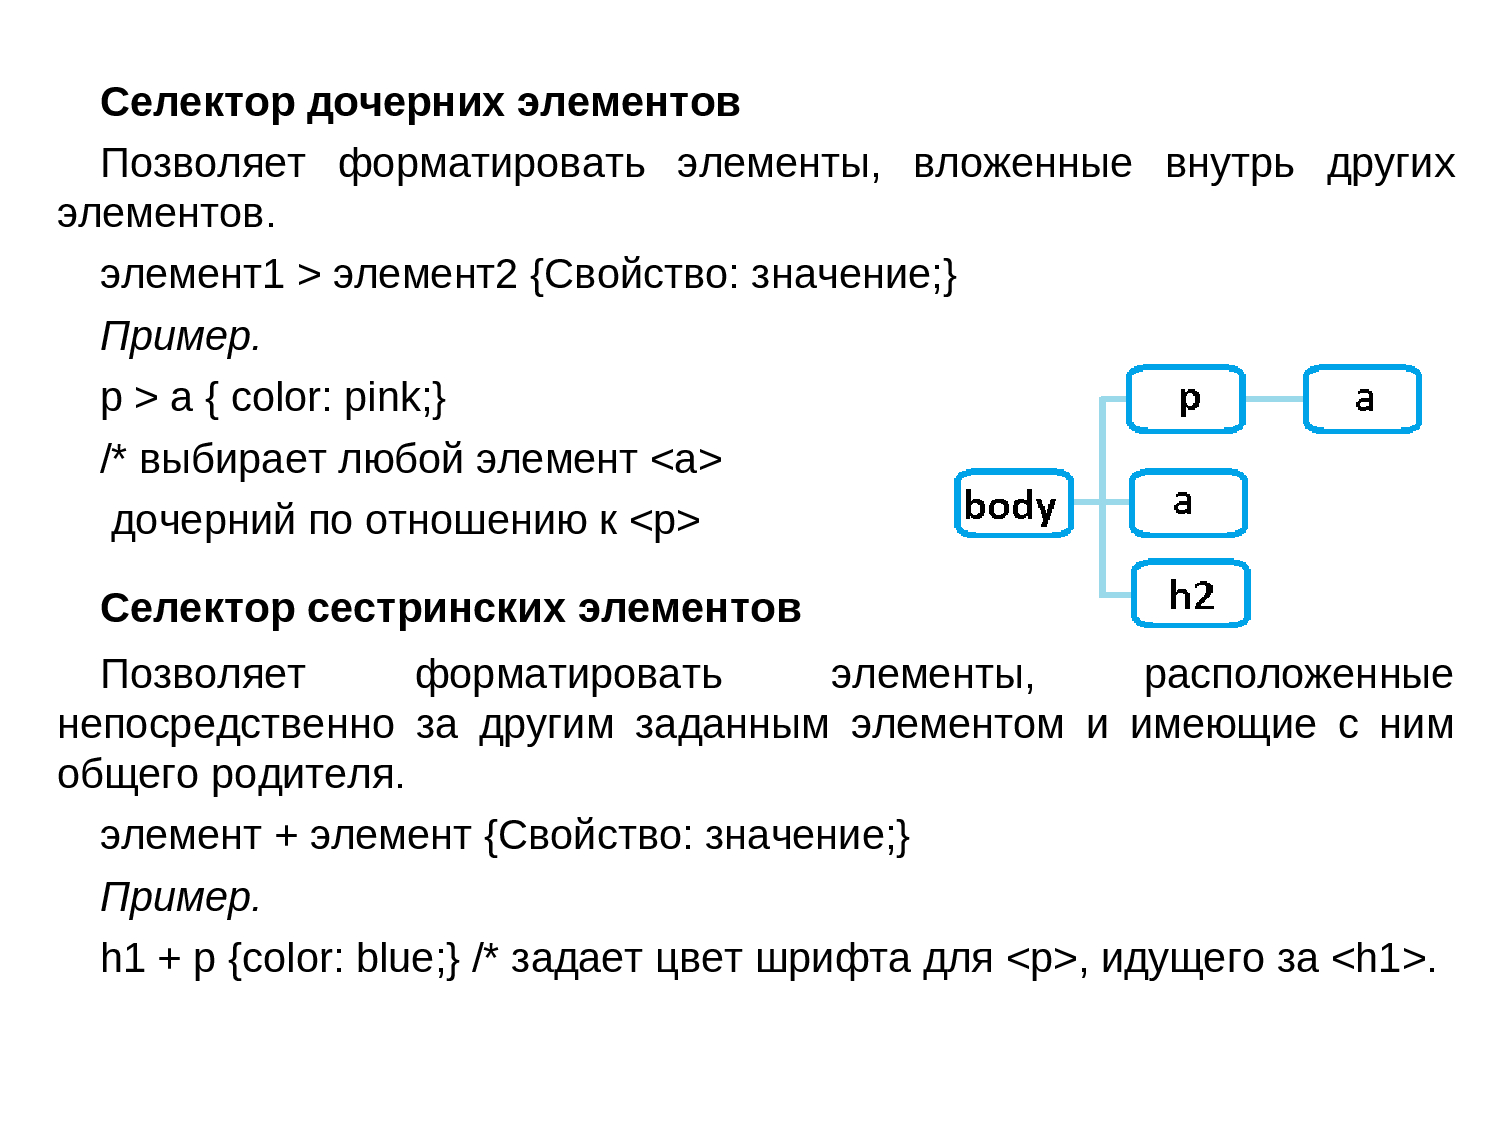 Селектор дочерних элементов
Позволяет форматировать элементы, вложенные внутрь других
элементов.
элемент1 > элемент2 {Свойство: значение;}
Пример.
p > a { color: pink;}
/* выбирает любой элемент <a>
дочерний по отношению к <p>
p
a
body
a
h2
Селектор сестринских элементов
Позволяет форматировать элементы, расположенные
непосредственно за другим заданным элементом и имеющие с ним
общего родителя.
элемент + элемент {Свойство: значение;}
Пример.
h1 + p {color: blue;} /* задает цвет шрифта для <p>, идущего за <h1>.